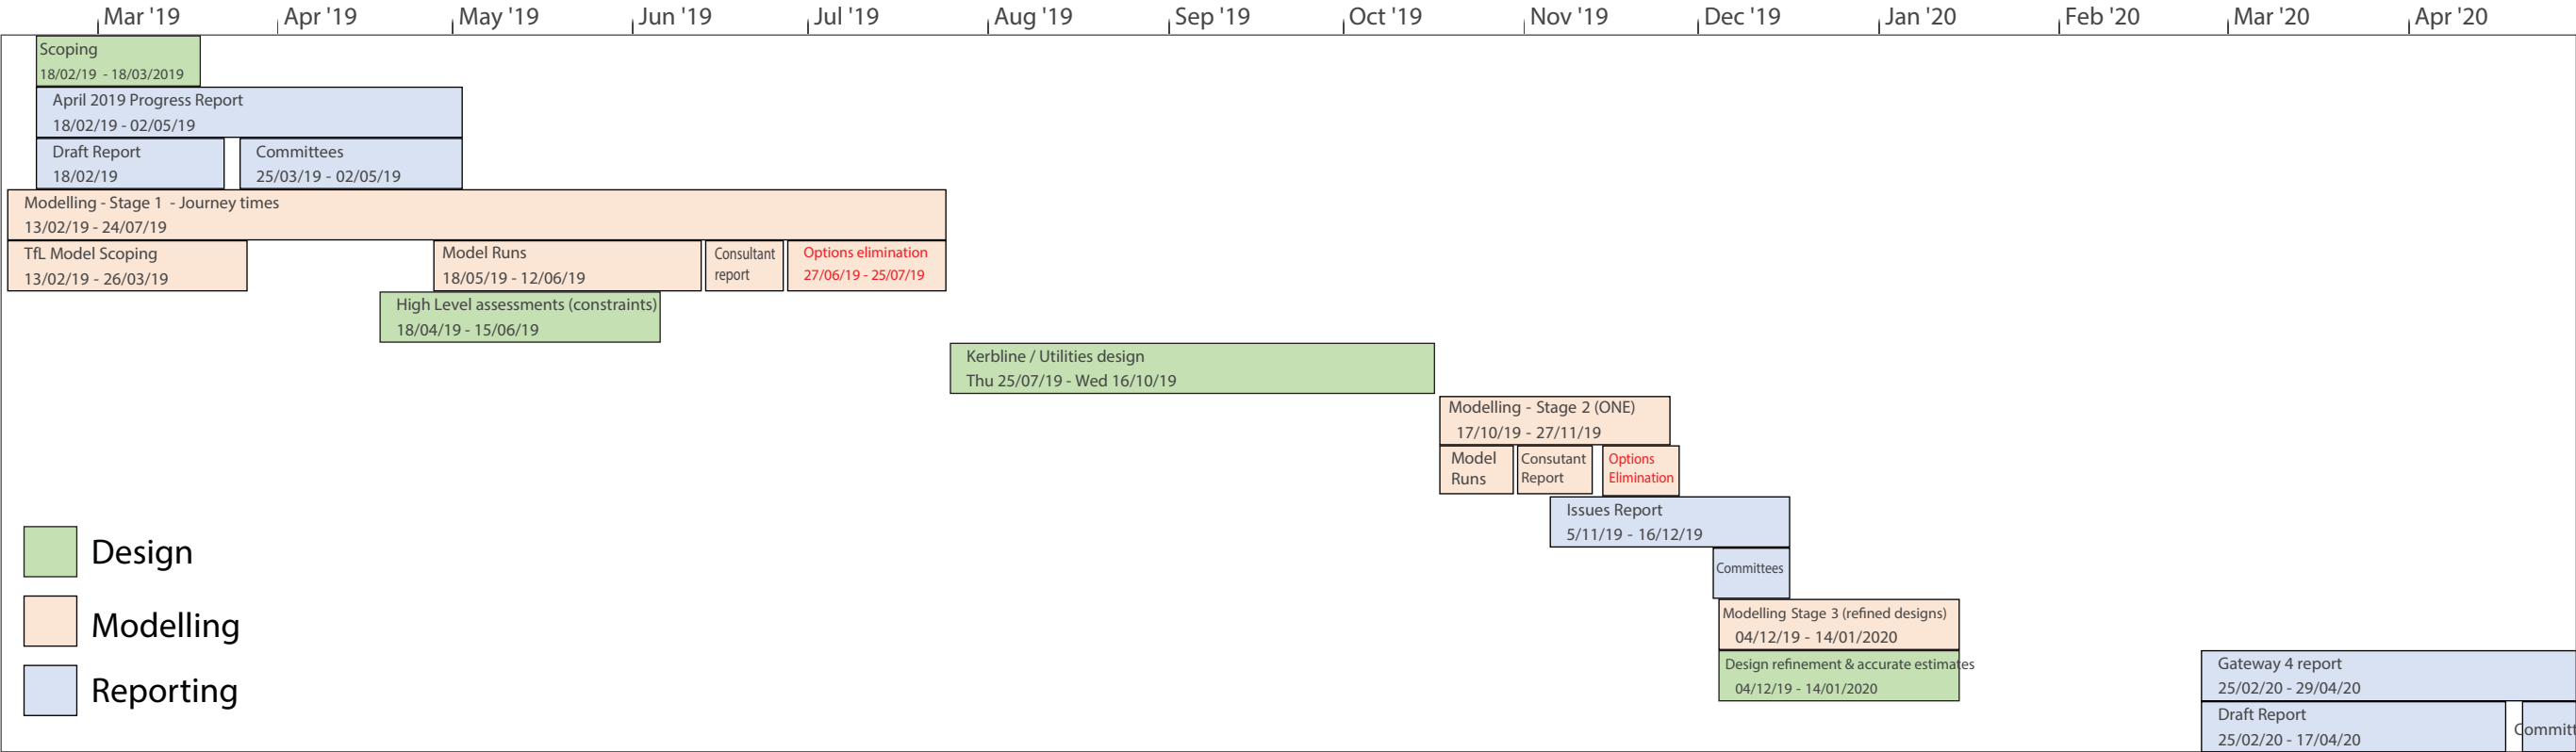 Mar '19 Apr '19 May '19 Jun '19 Jul '19 Aug '19 Sep '19 Oct '19 Nov '19 Dec '19 Jan '20 Feb '20 Mar '20 Apr '20
Scoping
18/02/19 - 18/03/2019
April 2019 Progress Report
18/02/19 - 02/05/19
Draft Report
18/02/19
Committees
25/03/19 - 02/05/19
Modelling - Stage 1 - Journey times
13/02/19 - 24/07/19
TfL Model Scoping
13/02/19 - 26/03/19
Model Runs
18/05/19 - 12/06/19
Consultant
report
Options elimination
27/06/19 - 25/07/19
High Level assessments (constraints)
18/04/19 - 15/06/19
Kerbline / Utilities design
Thu 25/07/19 - Wed 16/10/19
Modelling - Stage 2 (ONE)
17/10/19 - 27/11/19
Model
Runs
Consutant
Report
Options
Elimination
Issues Report
5/11/19 - 16/12/19
Committees
Modelling Stage 3 (refined designs)
04/12/19 - 14/01/2020
Design refinement & accurate estimates
04/12/19 - 14/01/2020
Gateway 4 report
25/02/20 - 29/04/20
Draft Report
25/02/20 - 17/04/20
Committ
Design
Modelling
Reporting